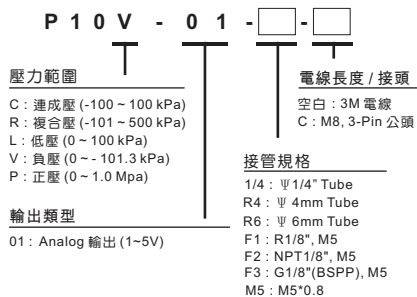 P10V - 01 - □ - □
壓力範圍
C : 連成壓 (-100 ~ 100 kPa)
R : 複合壓 (-101 ~ 500 kPa)
L : 低壓 (0 ~ 100 kPa)
V : 負壓 (0 ~ - 101.3 kPa)
P : 正壓 (0 ~ 1.0 Mpa)
輸出類型
01 : Analog 輸出 (1~5V)
電線長度 / 接頭
空白 : 3M 電線
C : M8, 3-Pin 公頭
接管規格
1/4 : Ψ1/4" Tube
R4 : Ψ 4mm Tube
R6 : Ψ 6mm Tube
F1 : R1/8", M5
F2 : NPT1/8", M5
F3 : G1/8"(BSPP), M5
M5 : M5*0.8